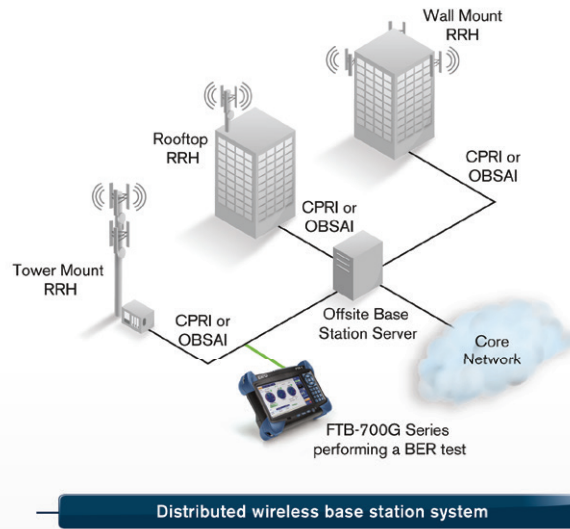 Wall Mount
RRH
Rooftop
RRH
CPRI or
OBSAI
CPRI or
OBSAI
Tower Mount
RRH
CPRI or
OBSAI
Offsite Base
Station Server
Core
Network
FTB-700G Series
performing a BER test
Distributed wireless base station system